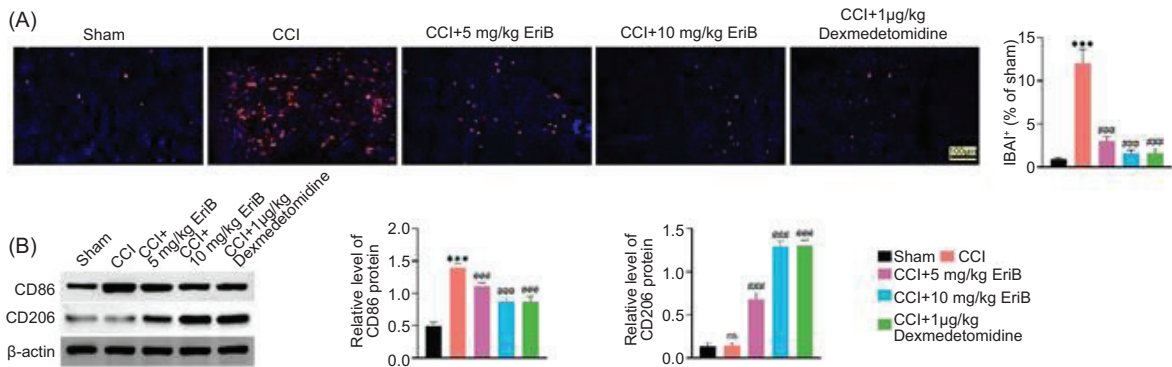 (A)
Sham
CCI
CCI+5 mg/kg EriB
CCI+10 mg/kg EriB
CCI+1μg/kg
Dexmedetomidine
IBAI⁺ (% of sham)
15
10
5
0
(B)
Sham
CCI
CCI+
5 mg/kg EriB
CCI+
10 mg/kg EriB
CCI+1μg/kg
Dexmedetomidine
CD86
CD206
β-actin
Relative level of
CD86 protein
2.0
1.5
1.0
0.5
0.0
Relative level of
CD206 protein
1.5
1.0
0.5
0.0
ns
Sham
CCI
CCI+5 mg/kg EriB
CCI+10 mg/kg EriB
CCI+1μg/kg
Dexmedetomidine